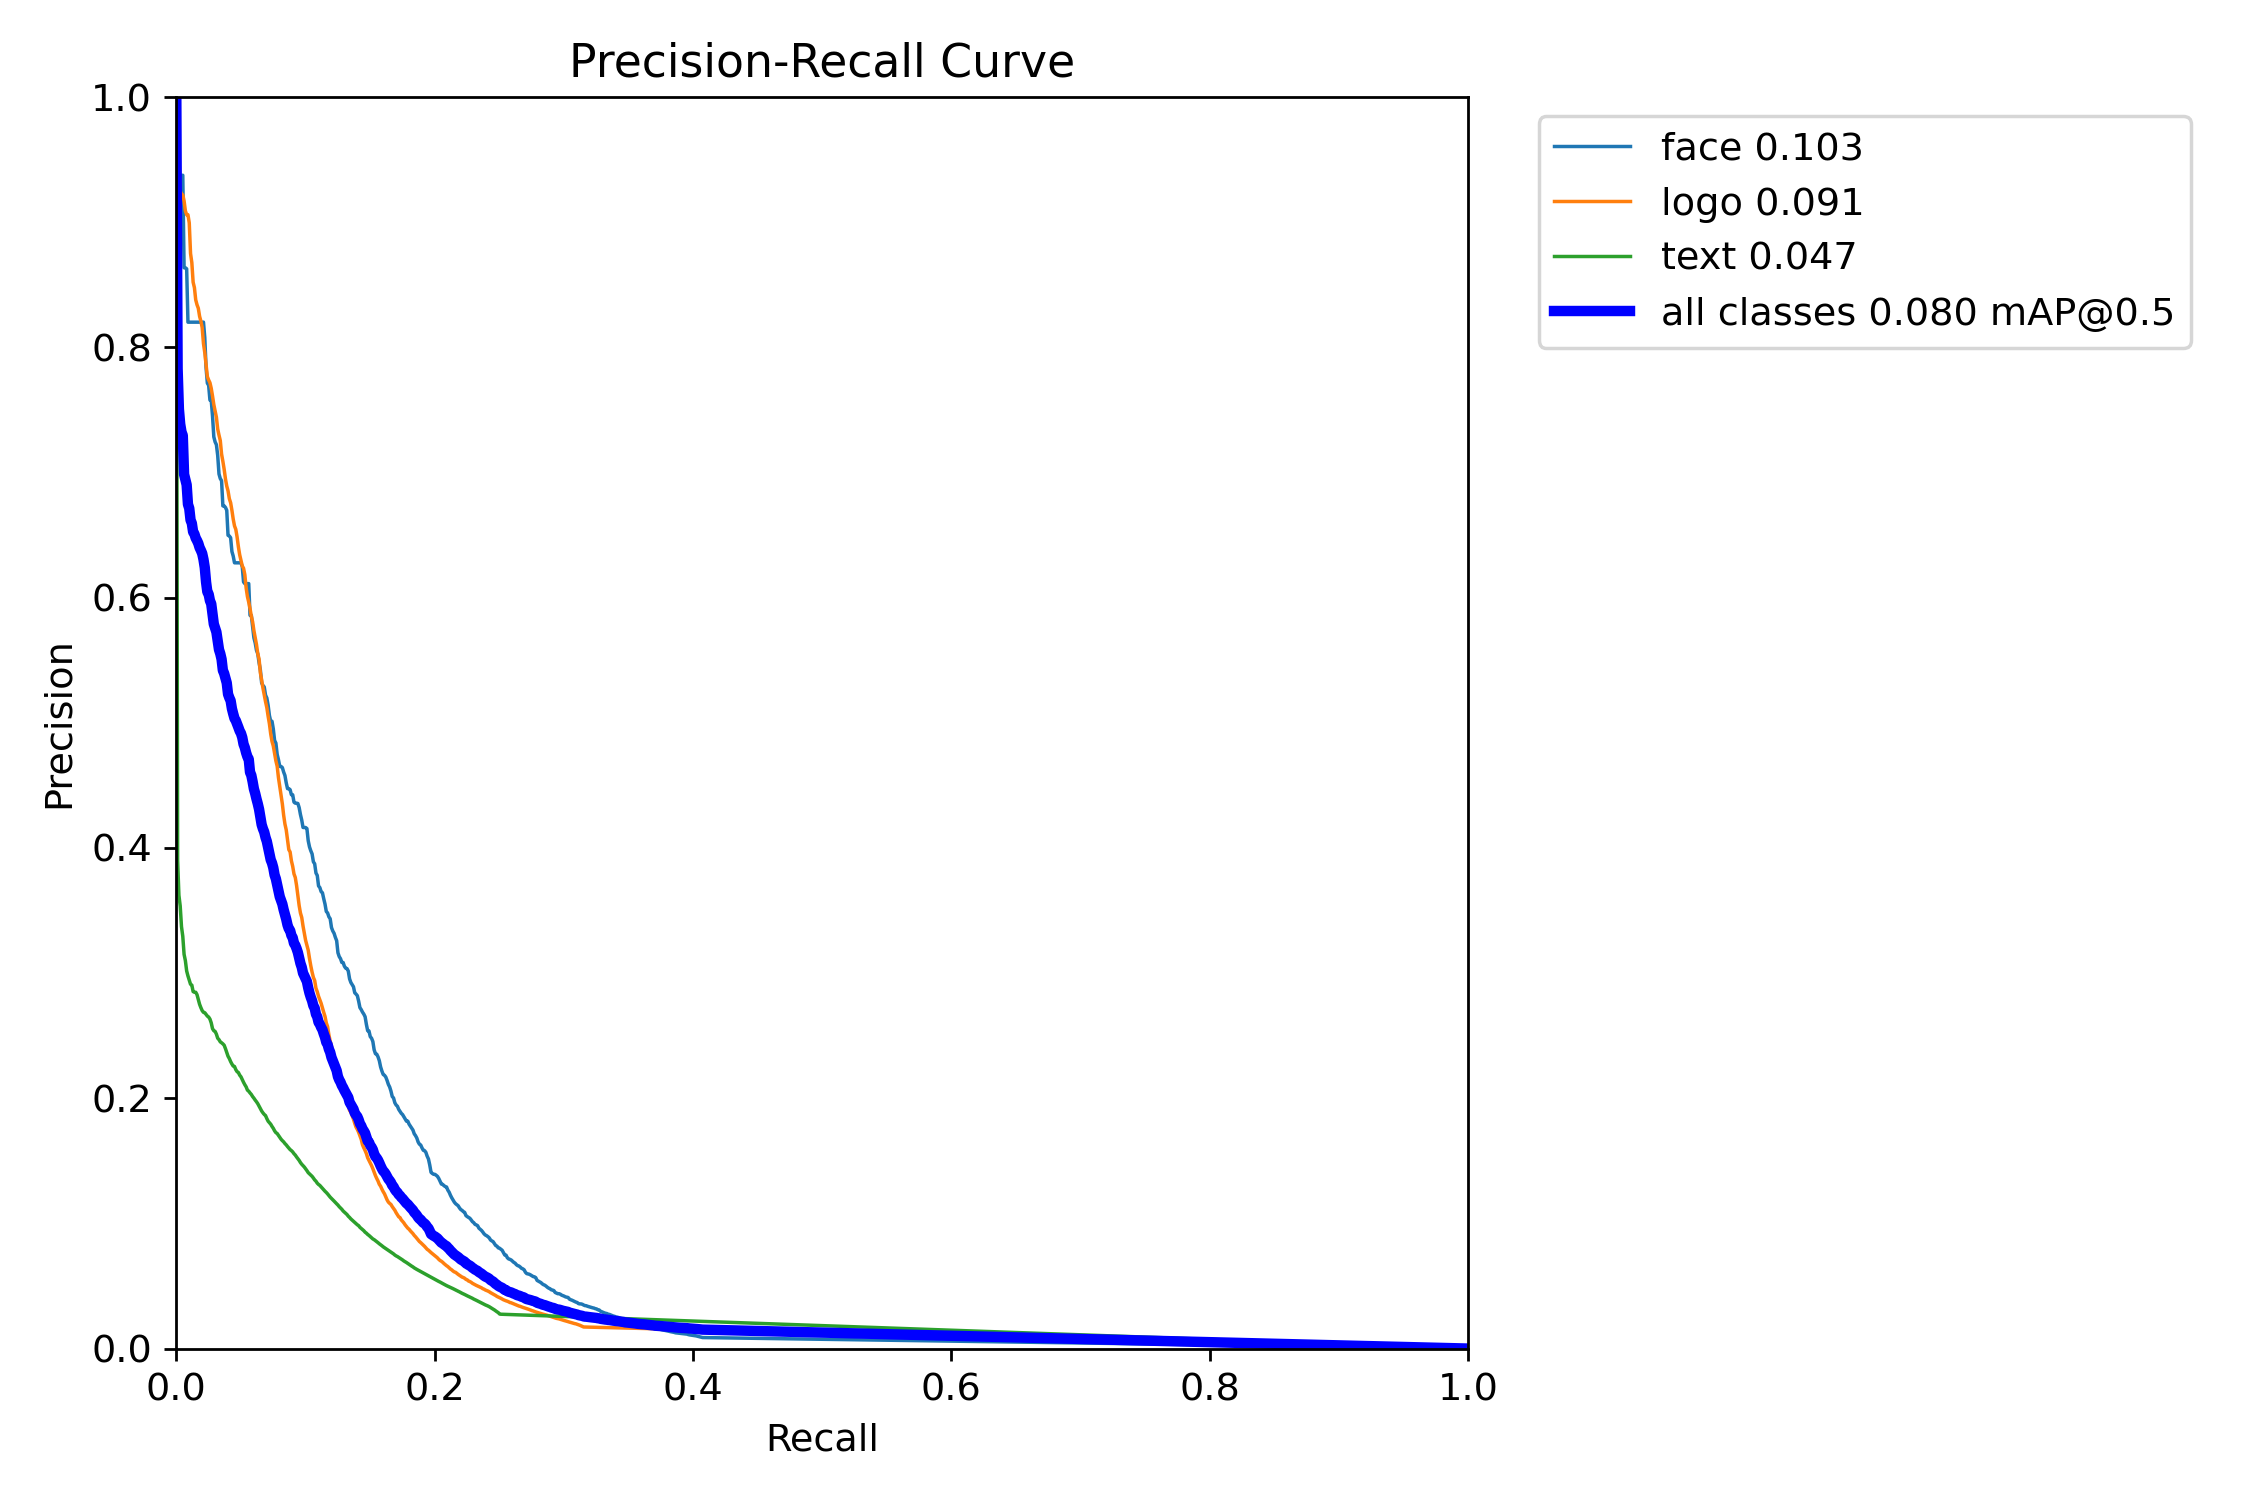 Precision-Recall Curve
1.0
0.8
0.6
0.4
0.2
0.0
Precision
0.0 0.2 0.4 0.6 0.8 1.0
Recall
face 0.103
logo 0.091
text 0.047
all classes 0.080 mAP@0.5